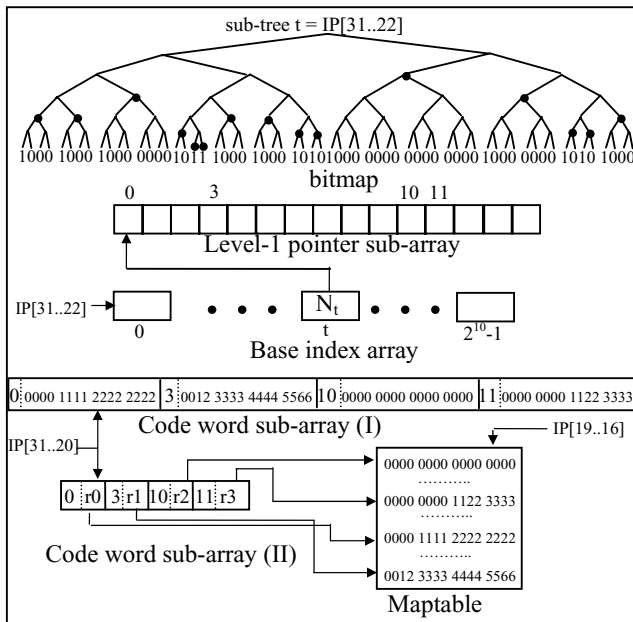 sub-tree t = IP[31..22]
1000 1000 1000 0000 1011 1000 1000 1010 1000 0000 0000 0000 1000 0000 1010 1000
bitmap
0 3 10 11
Level-1 pointer sub-array
IP[31..22] N_t
0 t 2^10-1
Base index array
0 0000 1111 2222 2222 3 0012 3333 4444 5566 10 0000 0000 0000 0000 11 0000 0000 1122 3333
Code word sub-array (I)
IP[31..20] IP[19..16]
0 r0 3 r1 10 r2 11 r3
Code word sub-array (II)
0000 0000 0000 0000
...........
0000 0000 1122 3333
...........
0000 1111 2222 2222
...........
0012 3333 4444 5566
Maptable